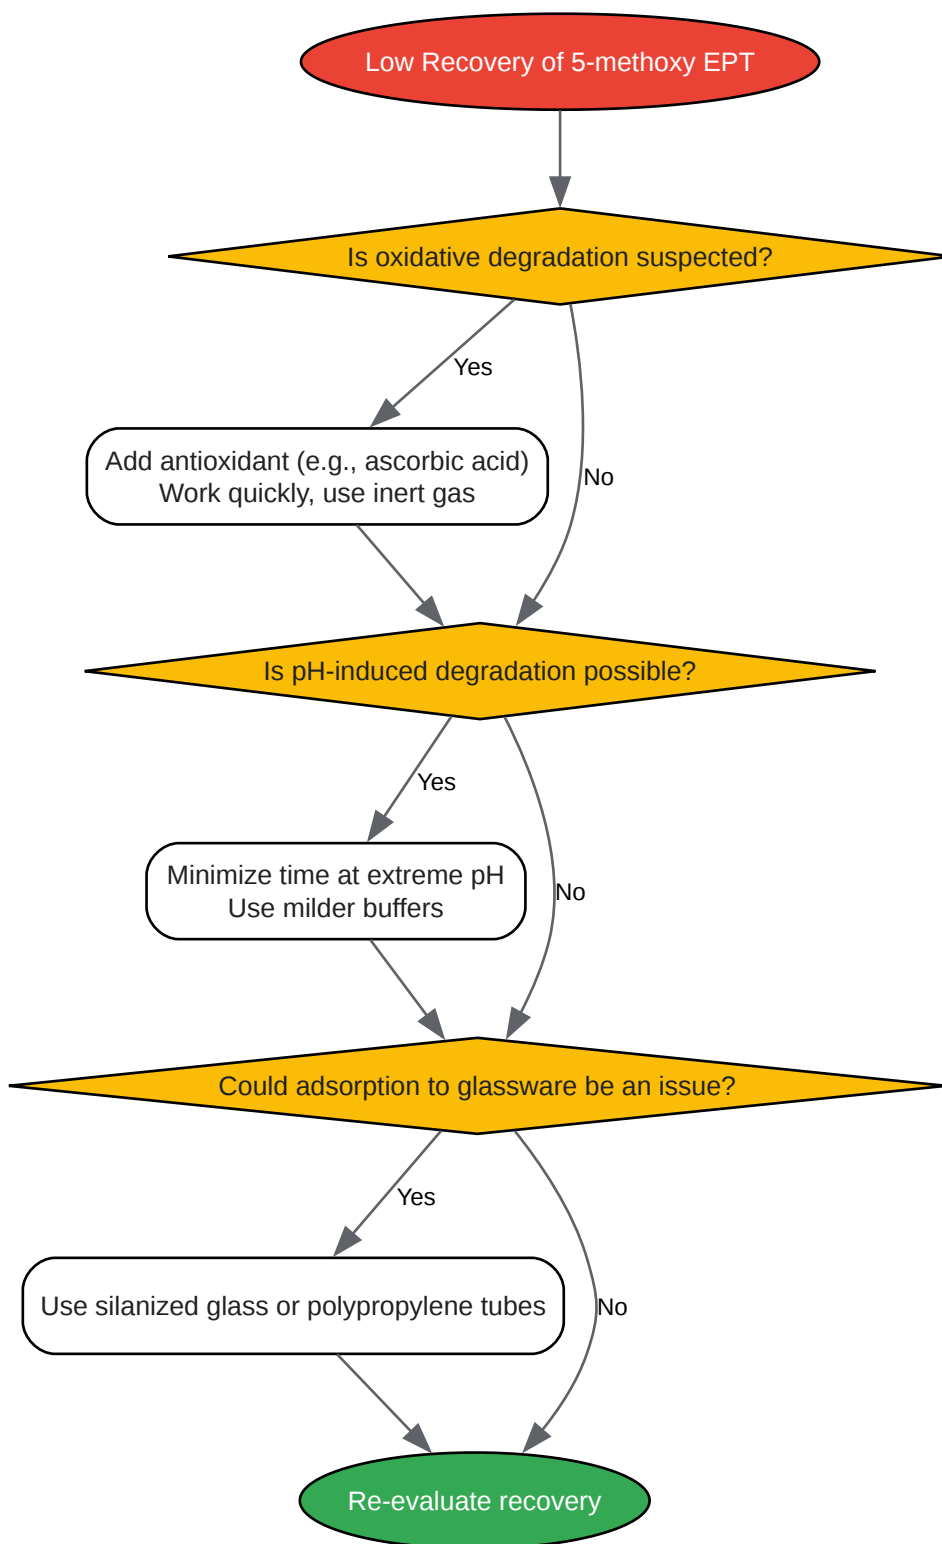 Low Recovery of 5-methoxy EPT
Is oxidative degradation suspected?
Yes
Add antioxidant (e.g., ascorbic acid)
Work quickly, use inert gas
No
Is pH-induced degradation possible?
Yes
Minimize time at extreme pH
Use milder buffers
No
Could adsorption to glassware be an issue?
Yes
Use silanized glass or polypropylene tubes
No
Re-evaluate recovery